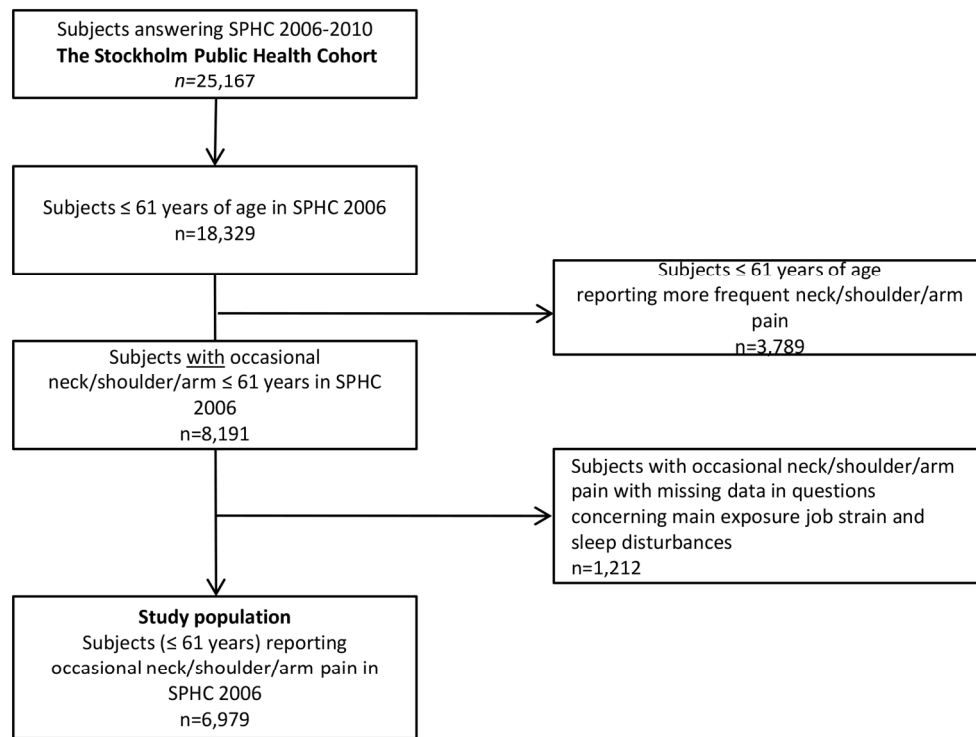 Subjects answering SPHC 2006-2010
The Stockholm Public Health Cohort
n=25,167
Subjects ≤ 61 years of age in SPHC 2006
n=18,329
Subjects ≤ 61 years of age
reporting more frequent neck/shoulder/arm
pain
n=3,789
Subjects with occasional
neck/shoulder/arm ≤ 61 years in SPHC
2006
n=8,191
Subjects with occasional neck/shoulder/arm
pain with missing data in questions
concerning main exposure job strain and
sleep disturbances
n=1,212
Study population
Subjects (≤ 61 years) reporting
occasional neck/shoulder/arm pain in
SPHC 2006
n=6,979